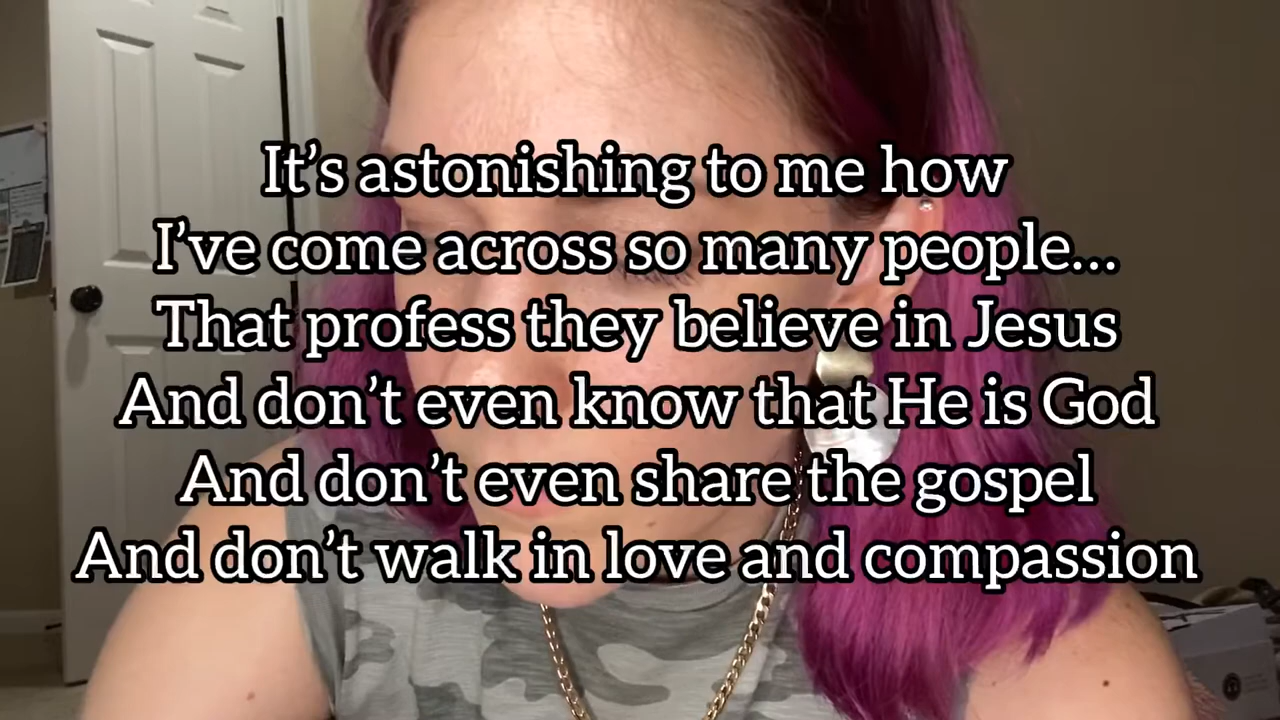 It's astonishing to me how
I've come across so many people...
That profess they believe in Jesus
And don't even know that He is God
And don't even share the gospel
And don't walk in love and compassion